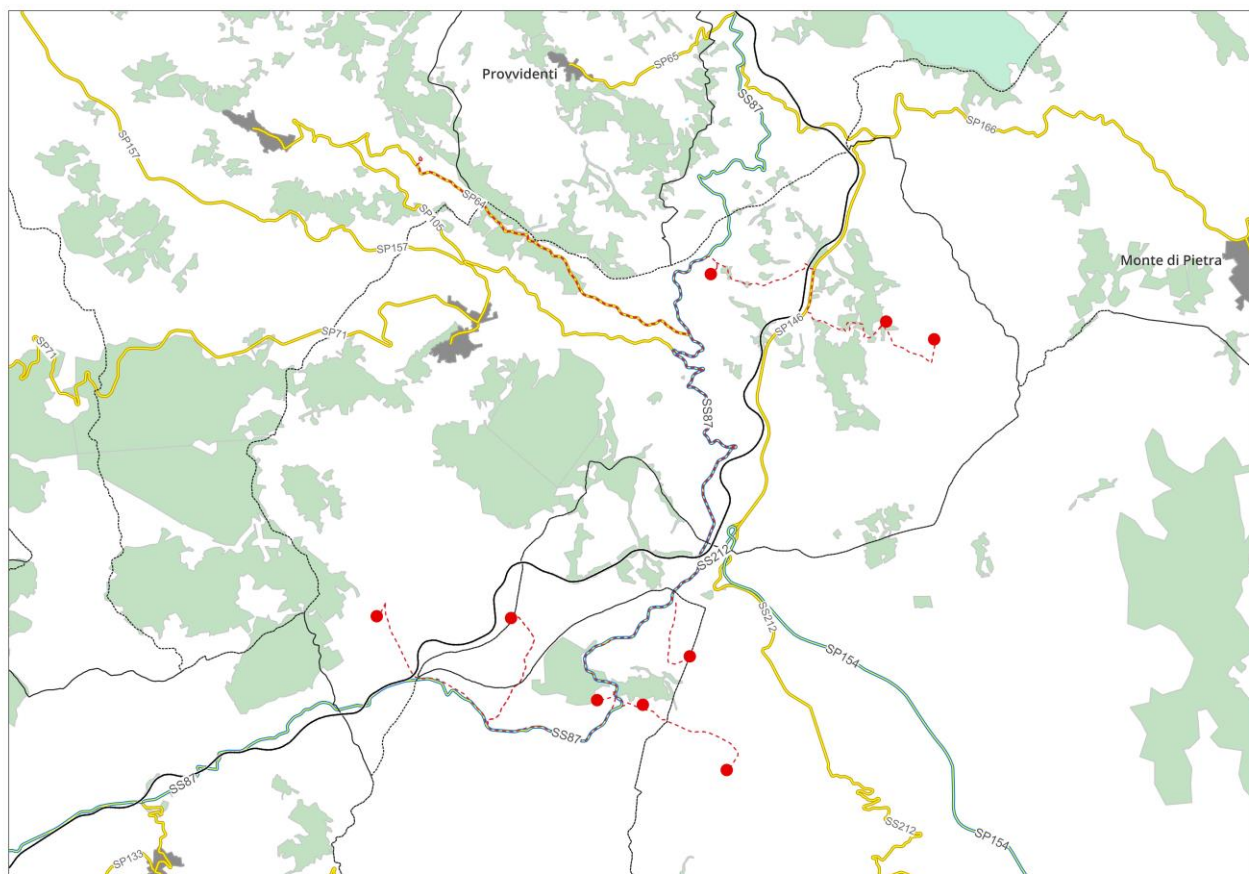 Provvidenti
SP65
SS87
SP157
SP166
SP64
SP105
SP157
Monte di Pietra
SP71
SP71
SP146
SS87
SS212
SS212
SP154
SS87
SS87
SS212
SP154
SP133